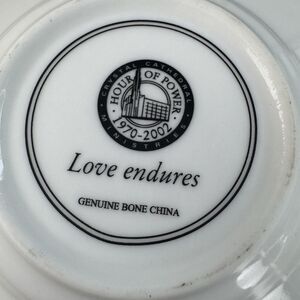 CRYSTAL CATHEDRAL
HOUR OF POWER
1970-2002
MINISTRIES
Love endures
GENUINE BONE CHINA